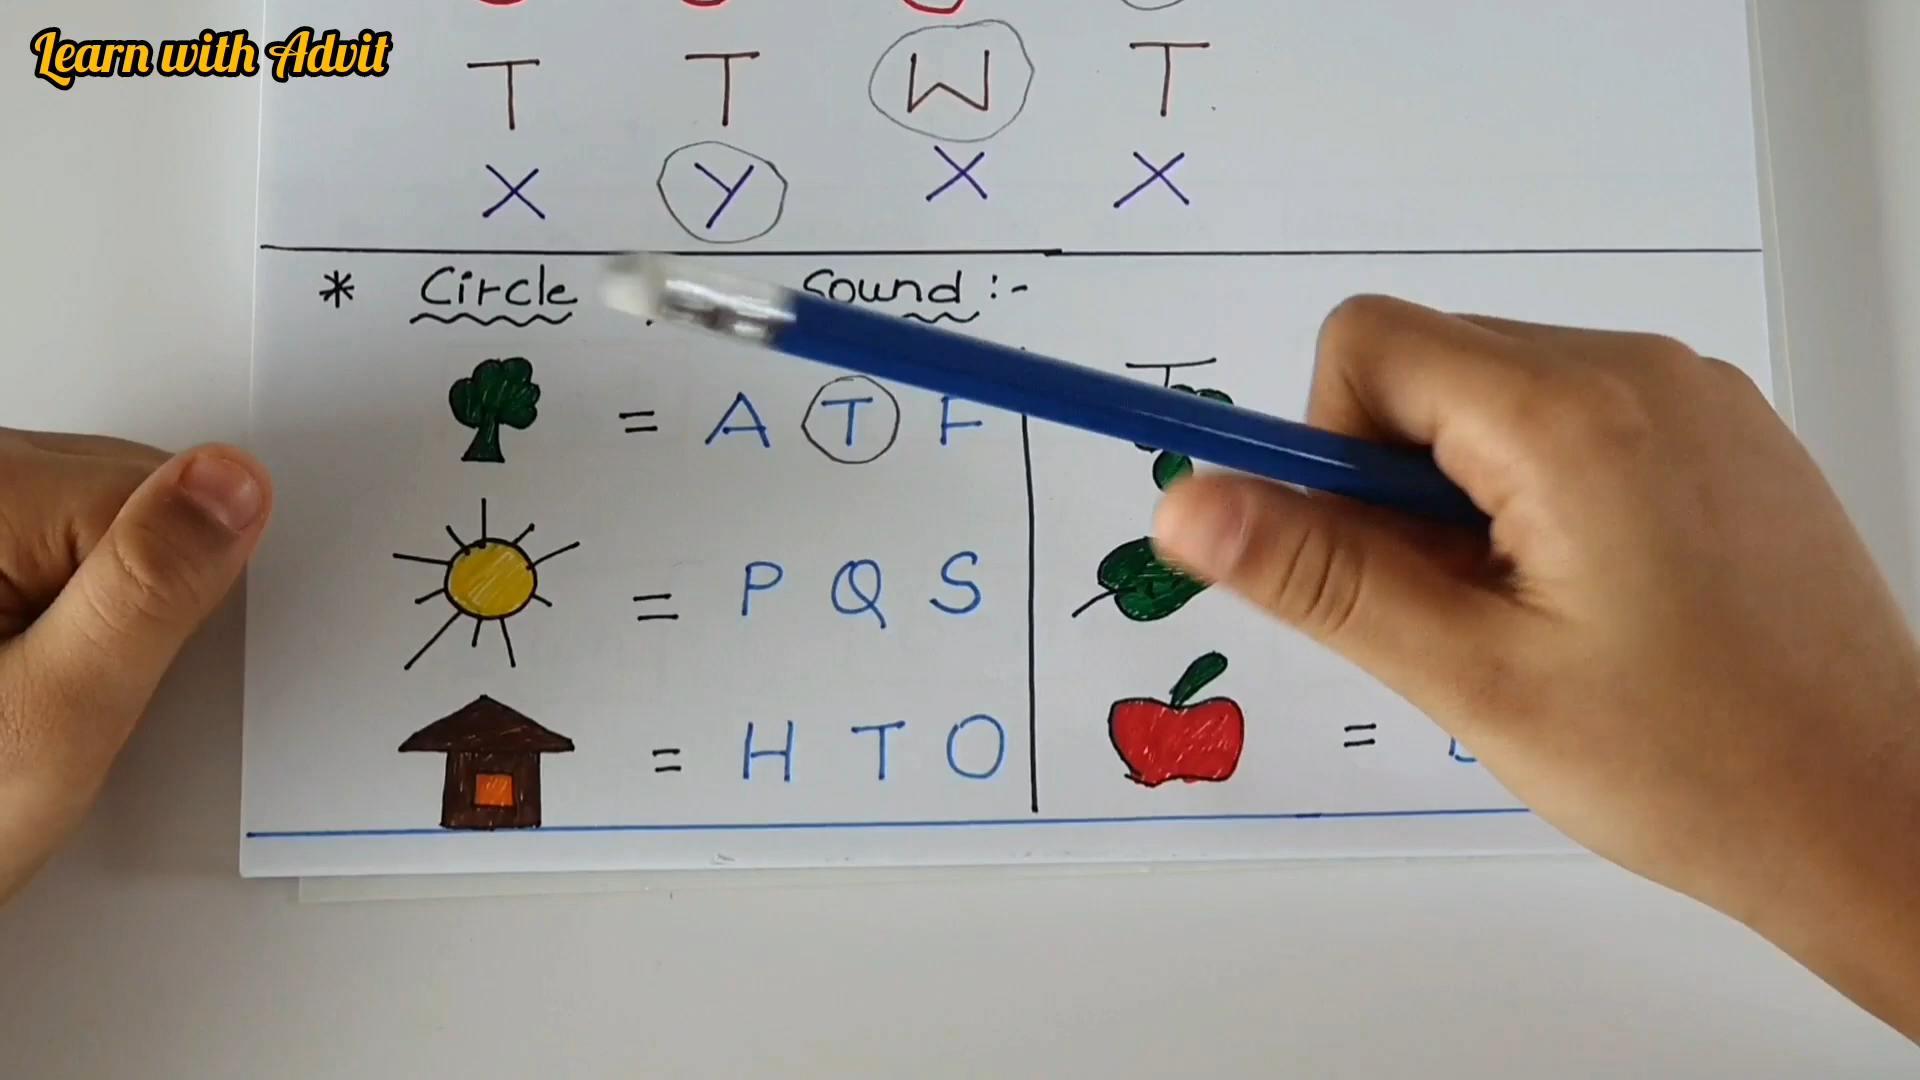 Learn with Advit
T T W T
X Y X X
* Circle Sound :-
= A T
= P Q S
= H T O
=